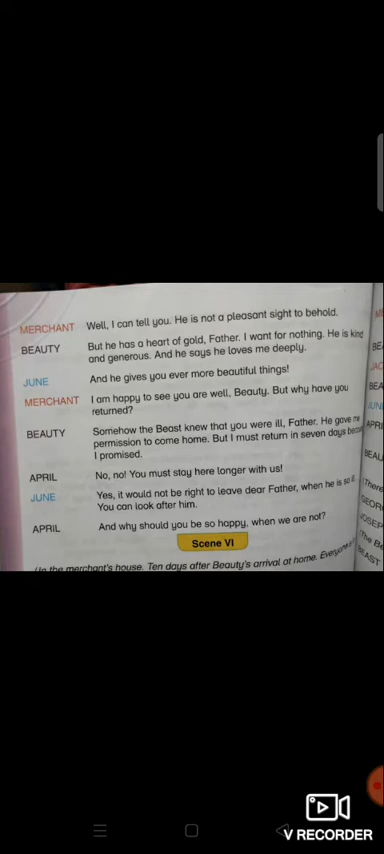 MERCHANT Well, I can tell you. He is not a pleasant sight to behold.
BEAUTY But he has a heart of gold, Father. I want for nothing. He is kind
and generous. And he says he loves me deeply.
JUNE And he gives you ever more beautiful things!
MERCHANT I am happy to see you are well, Beauty. But why have you
returned?
BEAUTY Somehow the Beast knew that you were ill, Father. He gave me
permission to come home. But I must return in seven days because
I promised.
APRIL No, no! You must stay here longer with us!
JUNE Yes, it would not be right to leave dear Father, when he is so ill.
You can look after him.
APRIL And why should you be so happy, when we are not?
Scene VI
the merchant's house. Ten days after Beauty's arrival at home.
BEAST
V RECORDER